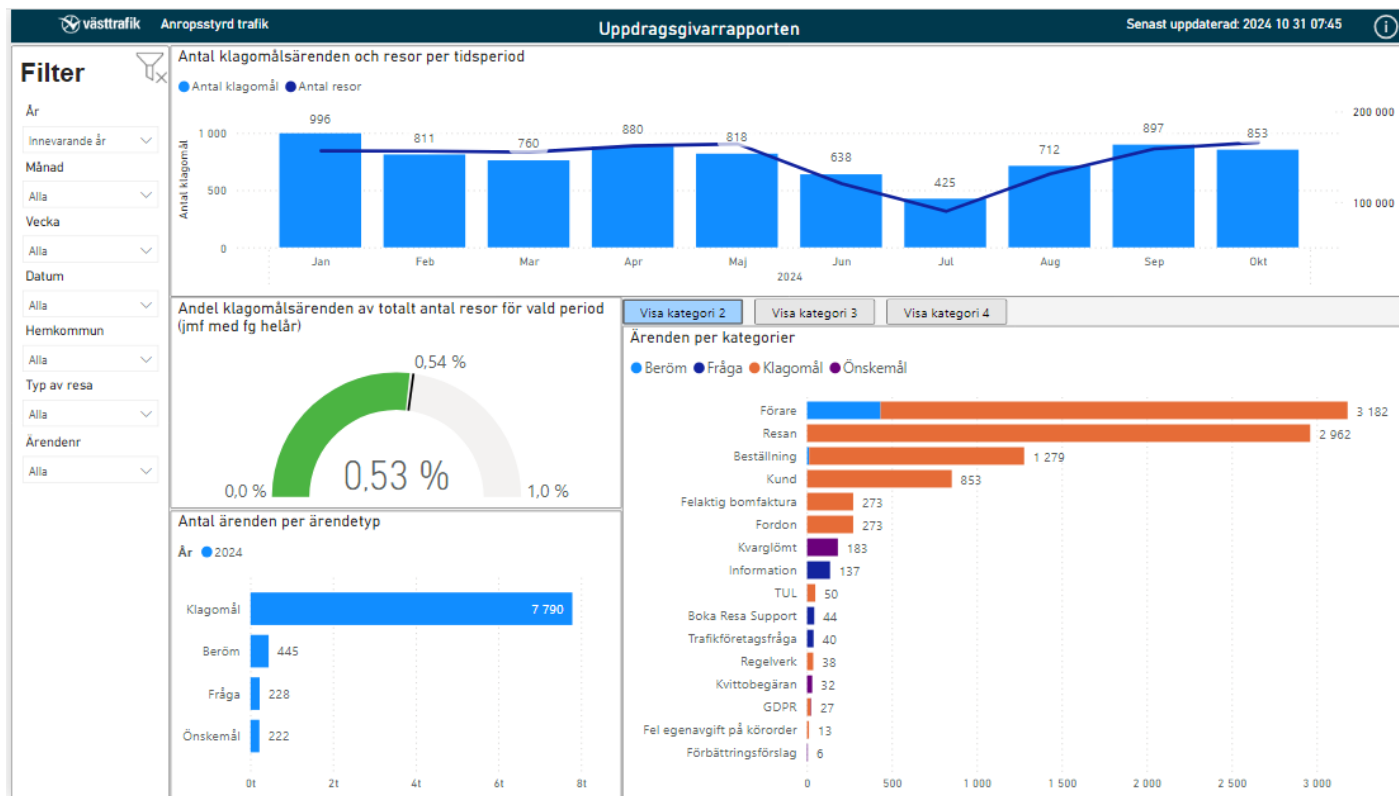 västtrafik Anropsstyrd trafik
Uppdragsgivarrapporten
Senast uppdaterad: 2024 10 31 07:45
Filter
År
Innevarande år
Månad
Alla
Vecka
Alla
Datum
Alla
Hemkommun
Alla
Typ av resa
Alla
Ärendenr
Alla
Antal klagomålsärenden och resor per tidsperiod
Antal klagomål Antal resor
Antal klagomål
1 000
500
0
200 000
100 000
996 811 760 880 818 638 425 712 897 853
Jan Feb Mar Apr Maj Jun Jul Aug Sep Okt
2024
Andel klagomålsärenden av totalt antal resor för vald period
(jmf med fg helår)
0,54 %
0,53 %
0,0 % 1,0 %
Antal ärenden per ärendetyp
År 2024
Klagomål 7 790
Beröm 445
Fråga 228
Önskemål 222
0t 2t 4t 6t 8t
Visa kategori 2 Visa kategori 3 Visa kategori 4
Ärenden per kategorier
Beröm Fråga Klagomål Önskemål
Förare 3 182
Resan 2 962
Beställning 1 279
Kund 853
Felaktig bomfaktura 273
Fordon 273
Kvarglömt 183
Information 137
TUL 50
Boka Resa Support 44
Trafikföretagsfråga 40
Regelverk 38
Kvittobegäran 32
GDPR 27
Fel egenavgift på körorder 13
Förbättringsförslag 6
0 500 1 000 1 500 2 000 2 500 3 000